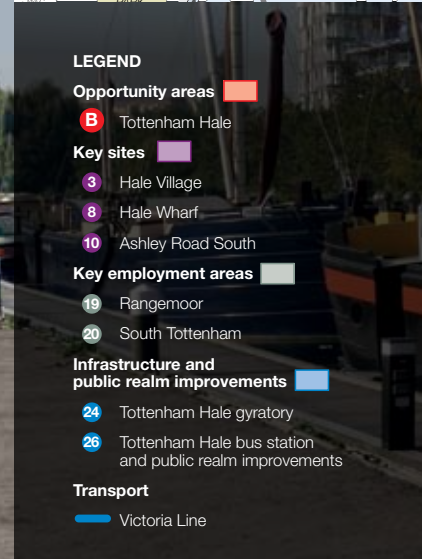 LEGEND
Opportunity areas
B Tottenham Hale
Key sites
3 Hale Village
8 Hale Wharf
10 Ashley Road South
Key employment areas
19 Rangemoor
20 South Tottenham
Infrastructure and
public realm improvements
24 Tottenham Hale gyratory
26 Tottenham Hale bus station
and public realm improvements
Transport
Victoria Line